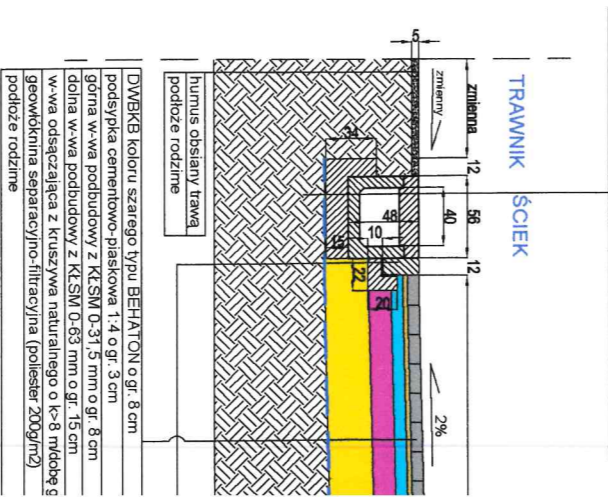 TRAWNIK ŚCIEK
zmienna 12 56 12
40
5
zmienny
2%
48
10
34
15
22
20
humus obsiany trawą
podłoże rodzime
DWBKB koloru szarego typu BEHATON o gr. 8 cm
podsypka cementowo-piaskowa 1:4 o gr. 3 cm
górna w-wa podbudowy z KŁSM 0-31,5 mm o gr. 8 cm
dolna w-wa podbudowy z KŁSM 0-63 mm o gr. 15 cm
w-wa odsączająca z kruszywa naturalnego o k>8 m/dobę g
geowłóknina separacyjno-filtracyjna (poliester 200g/m2)
podłoże rodzime